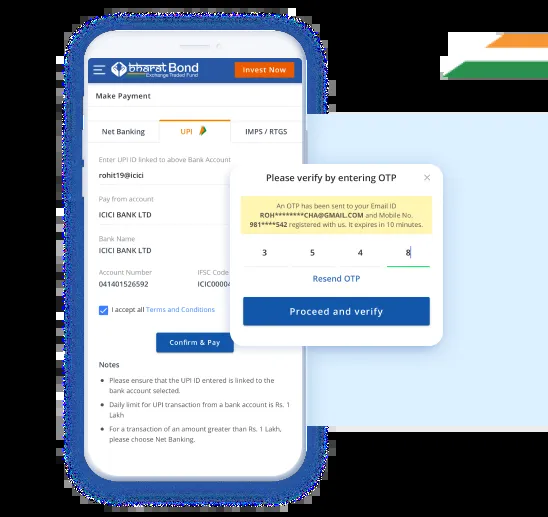 bharat Bond
Exchange Traded Fund
Invest Now
Make Payment
Net Banking
UPI
IMPS / RTGS
Enter UPI ID linked to above Bank Account
rohit19@icici
Pay from account
ICICI BANK LTD
Bank Name
ICICI BANK LTD
Account Number
IFSC Code
041401526592
ICIC00004
I accept all Terms and Conditions
Confirm & Pay
Notes
Please ensure that the UPI ID entered is linked to the
bank account selected.
Daily limit for UPI transaction from a bank account is Rs. 1
Lakh
For a transaction of an amount greater than Rs. 1 Lakh,
please choose Net Banking.
Please verify by entering OTP
An OTP has been sent to your Email ID
ROH********CHA@GMAIL.COM and Mobile No.
981****542 registered with us. It expires in 10 minutes.
3 5 4 8
Resend OTP
Proceed and verify